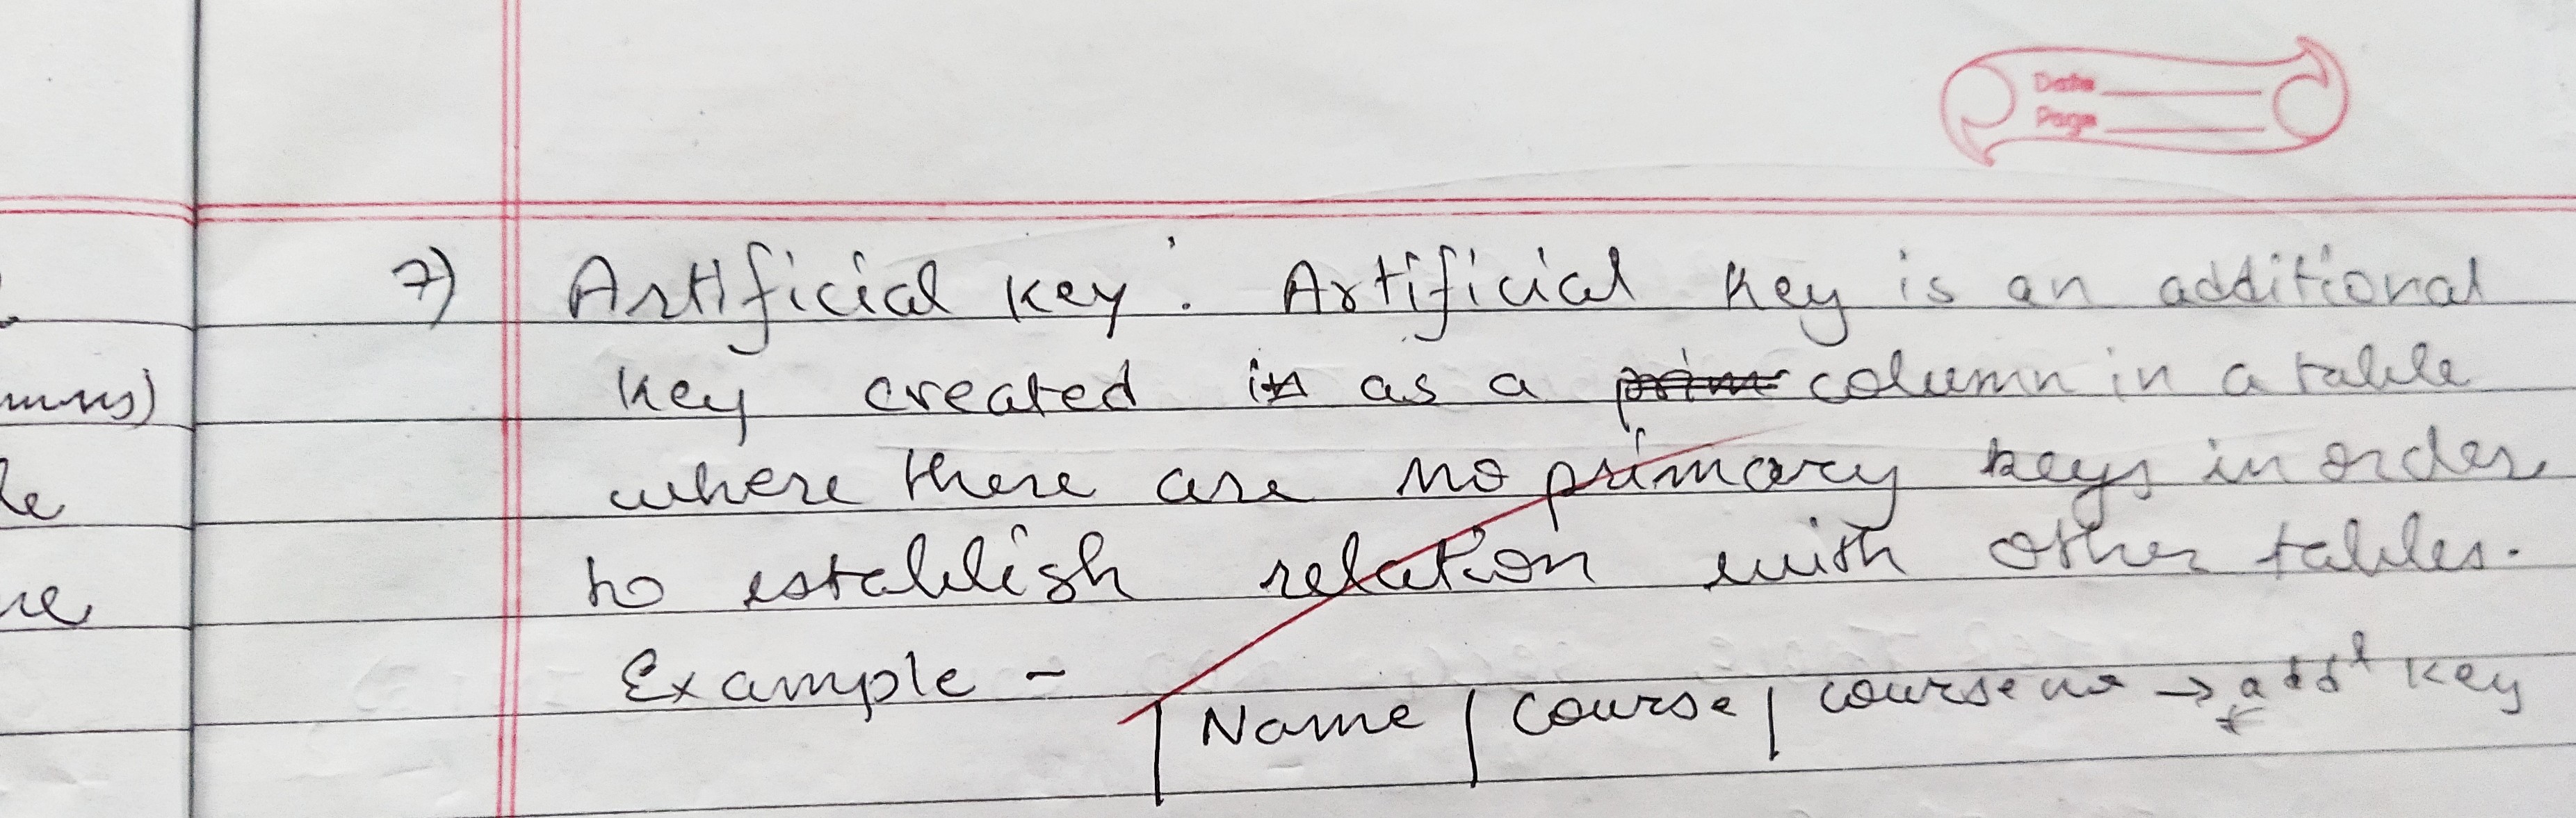 Date
Page
7) Artificial key : Artificial key is an additional
key created as a column in a table
where there are no primary keys in order
to establish relation with other tables.
Example -
| Name | course | course no → add^l key
mns)
le